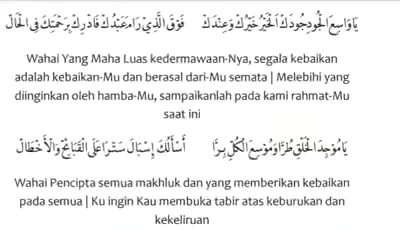 يَا وَاسِعَ الْجُودِ جُودَكْ اَلْخَيْرُ خَيْرُكَ وَعِنْدَكْ فَوْقَ الَّذِيْ رَامَ عَبْدُكْ فَادْرِكْ بِرَحْمَتِكَ فِي الْحَالْ
Wahai Yang Maha Luas kedermawaan-Nya, segala kebaikan
adalah kebaikan-Mu dan berasal dari-Mu semata | Melebihi yang
diinginkan oleh hamba-Mu, sampaikanlah pada kami rahmat-Mu
saat ini
يَا مُوْجِدَ الْخَلْقِ طُرًّا وَمُوْسِعَ الْكُلِّ بِرًّا أَسْأَلُكَ إِسْبَالَ سَتْرًا عَلَى الْقَبَائِحْ وَالْأَخْطَالْ
Wahai Pencipta semua makhluk dan yang memberikan kebaikan
pada semua | Ku ingin Kau membuka tabir atas keburukan dan
kekeliruan